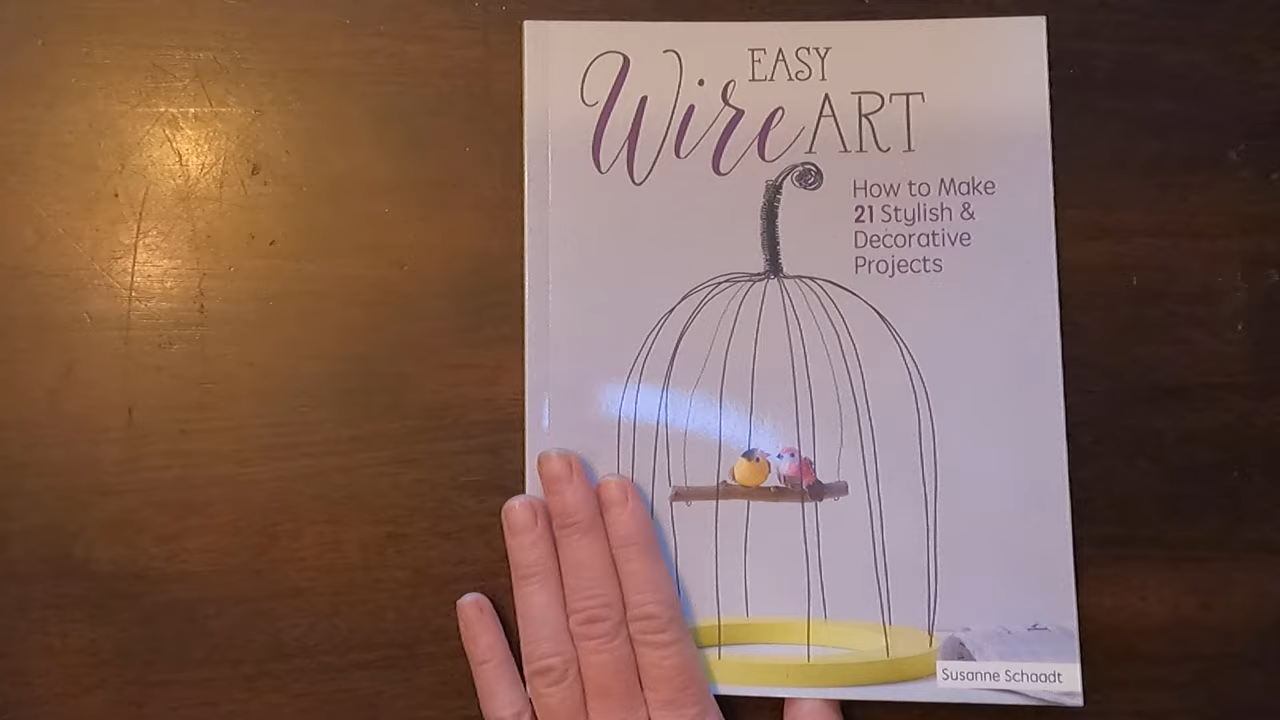 EASY
Wire ART
How to Make
21 Stylish &
Decorative
Projects
Susanne Schaadt